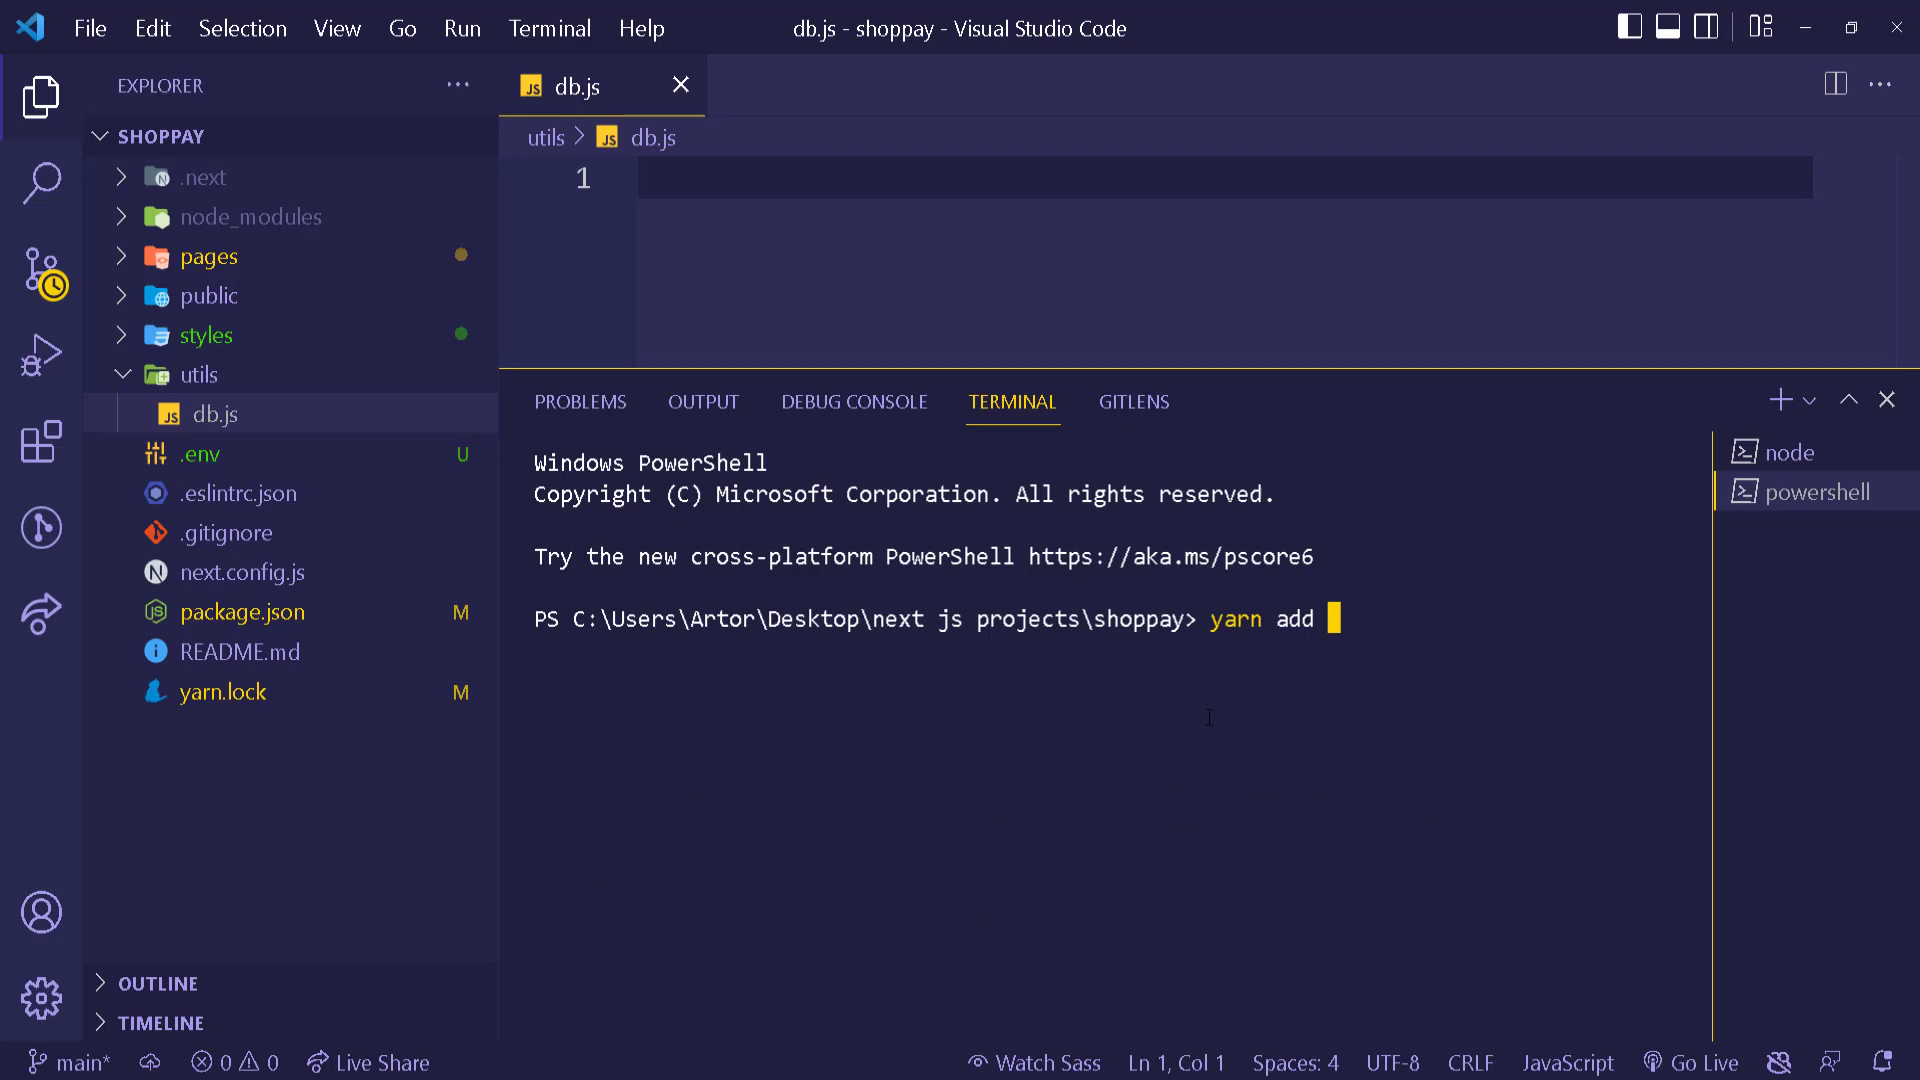 File Edit Selection View Go Run Terminal Help db.js - shoppay - Visual Studio Code
EXPLORER
SHOPPAY
.next
node_modules
pages
public
styles
utils
db.js
.env U
.eslintrc.json
.gitignore
next.config.js
package.json M
README.md
yarn.lock M
OUTLINE
TIMELINE
db.js
utils > db.js
1
PROBLEMS OUTPUT DEBUG CONSOLE TERMINAL GITLENS
Windows PowerShell
Copyright (C) Microsoft Corporation. All rights reserved.
Try the new cross-platform PowerShell https://aka.ms/pscore6
PS C:\Users\Artor\Desktop\next js projects\shoppay> yarn add
node
powershell
main* 0 0 Live Share Watch Sass Ln 1, Col 1 Spaces: 4 UTF-8 CRLF JavaScript Go Live